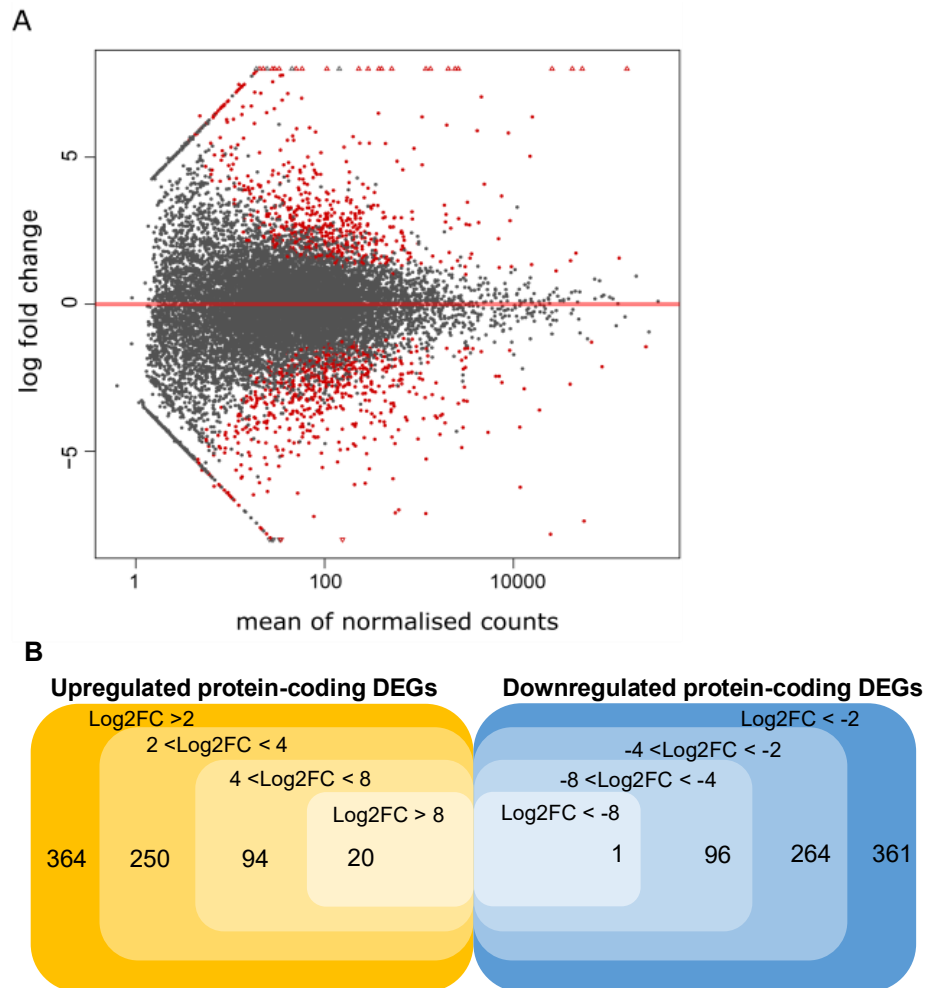 A
5
0
−5
log fold change
1 100 10000
mean of normalised counts
B
Upregulated protein-coding DEGs Downregulated protein-coding DEGs
Log2FC >2 Log2FC < -2
2 <Log2FC < 4 -4 <Log2FC < -2
4 <Log2FC < 8 -8 <Log2FC < -4
Log2FC > 8 Log2FC < -8
364 250 94 20 1 96 264 361